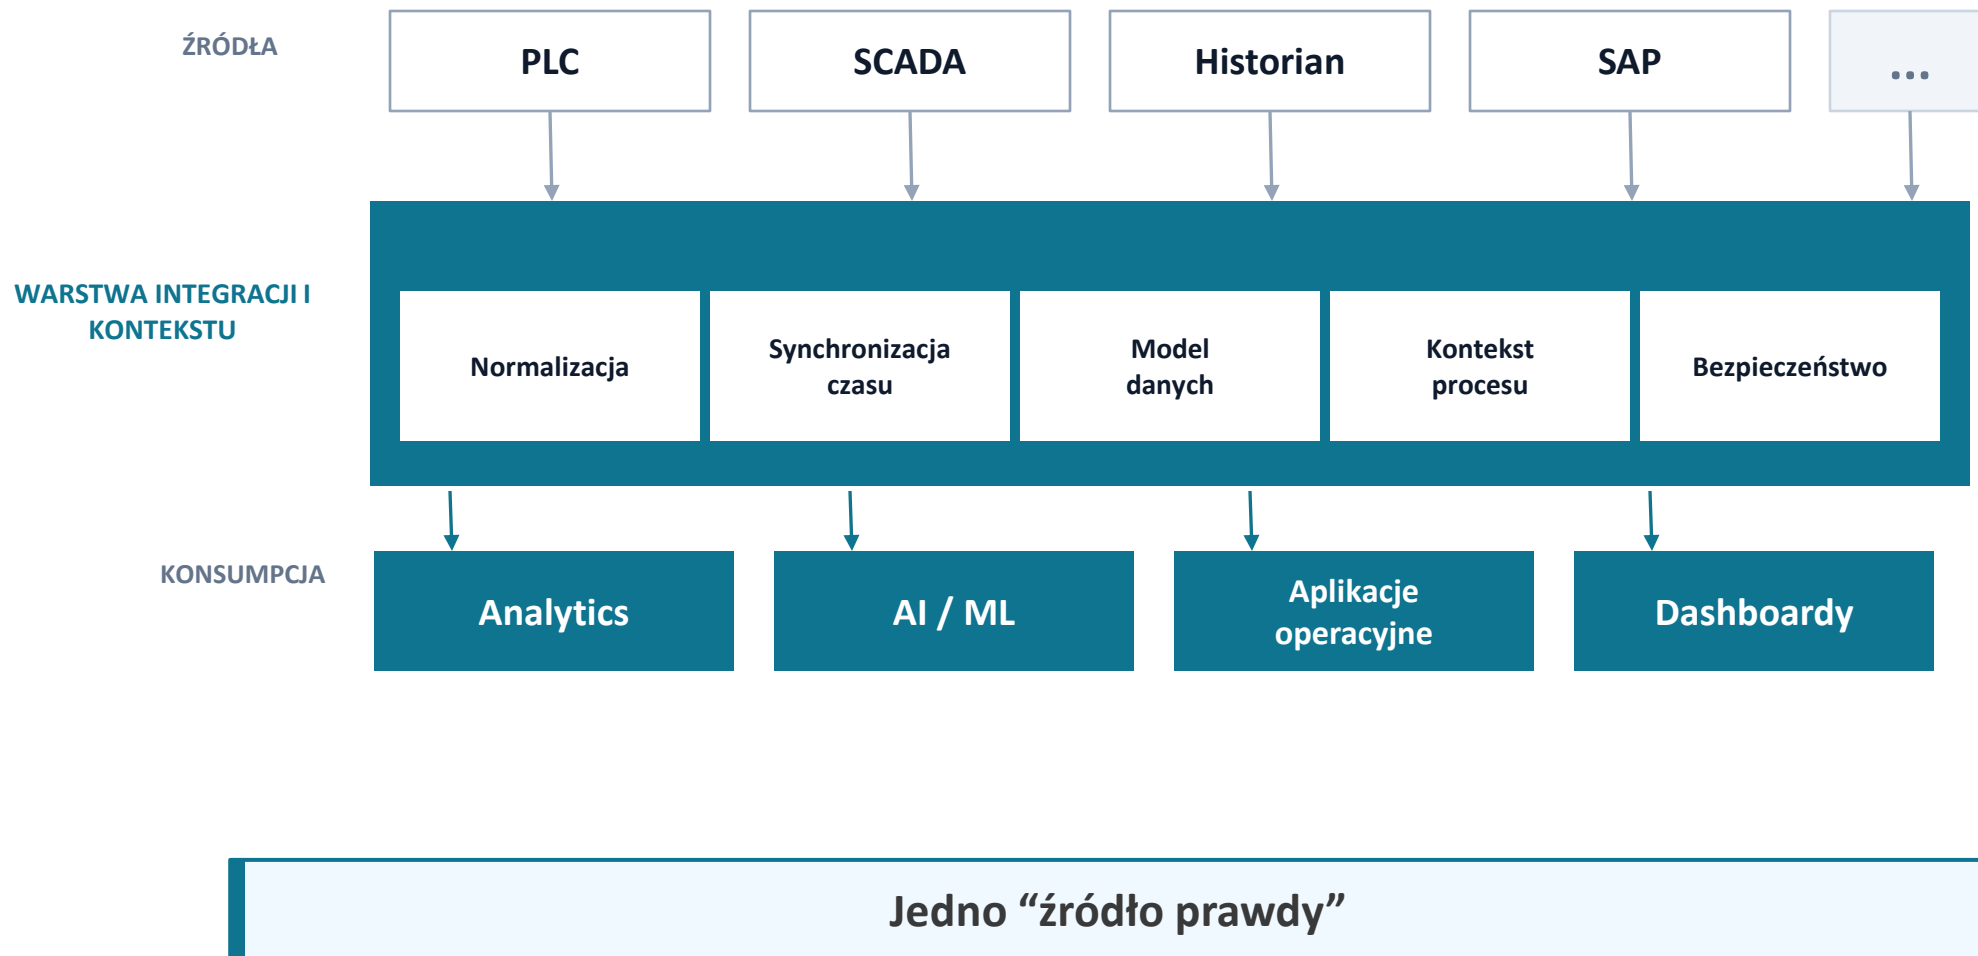 ŹRÓDŁA
PLC
SCADA
Historian
SAP
...
WARSTWA INTEGRACJI I
KONTEKSTU
Normalizacja
Synchronizacja
czasu
Model
danych
Kontekst
procesu
Bezpieczeństwo
KONSUMPCJA
Analytics
AI / ML
Aplikacje
operacyjne
Dashboardy
Jedno “źródło prawdy”